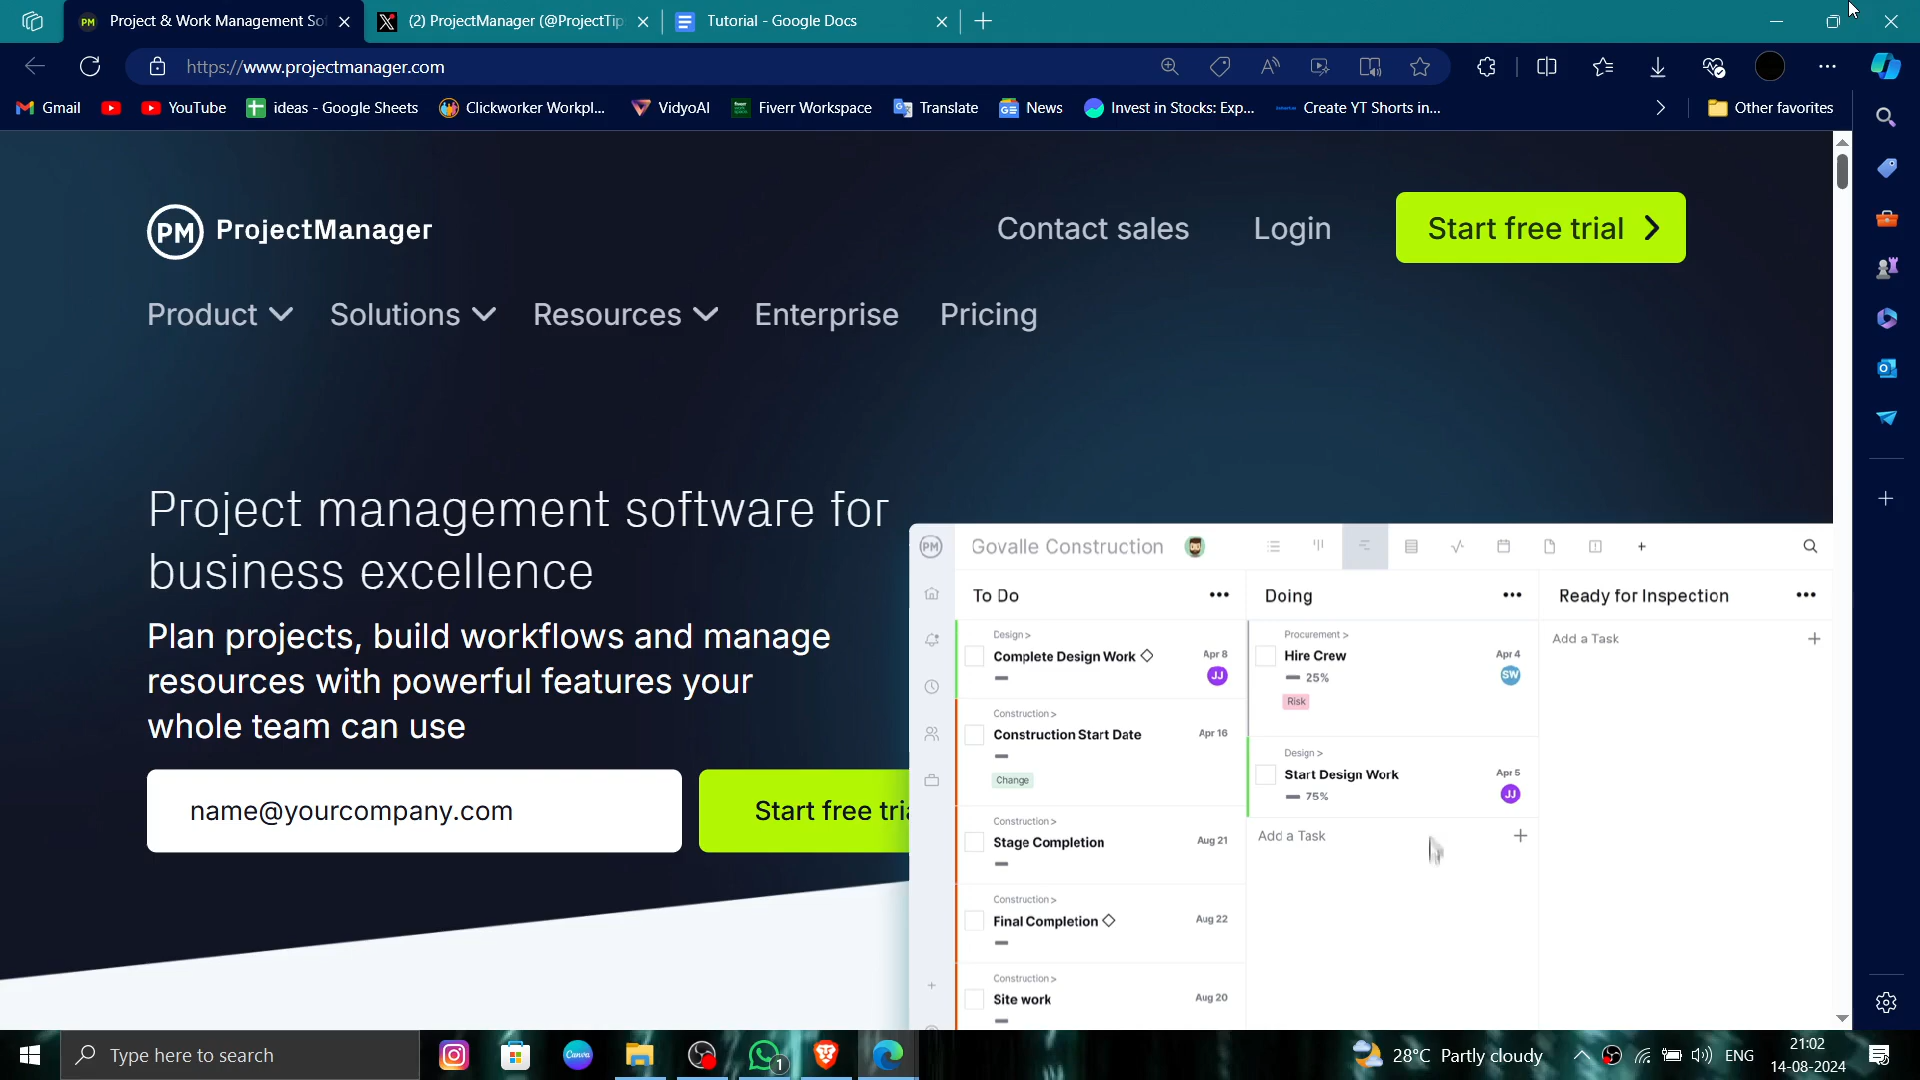 Project & Work Management So
(2) ProjectManager (@ProjectTip
Tutorial - Google Docs
https://www.projectmanager.com
Gmail
YouTube
ideas - Google Sheets
Clickworker Workpl...
VidyoAI
Fiverr Workspace
Translate
News
Invest in Stocks: Exp...
Create YT Shorts in...
Other favorites
PM ProjectManager
Contact sales
Login
Start free trial
Product
Solutions
Resources
Enterprise
Pricing
Project management software for
business excellence
Plan projects, build workflows and manage
resources with powerful features your
whole team can use
name@yourcompany.com
Start free tria
PM
Govalle Construction
To Do
Doing
Ready for Inspection
Design >
Complete Design Work
Apr 8
JJ
Construction >
Construction Start Date
Apr 16
Change
Construction >
Stage Completion
Aug 21
Construction >
Final Completion
Aug 22
Construction >
Site work
Aug 20
Procurement >
Hire Crew
Apr 4
25%
SW
Risk
Design >
Start Design Work
Apr 5
75%
JJ
Add a Task
Add a Task
Type here to search
Canva
1
28°C Partly cloudy
ENG
21:02
14-08-2024